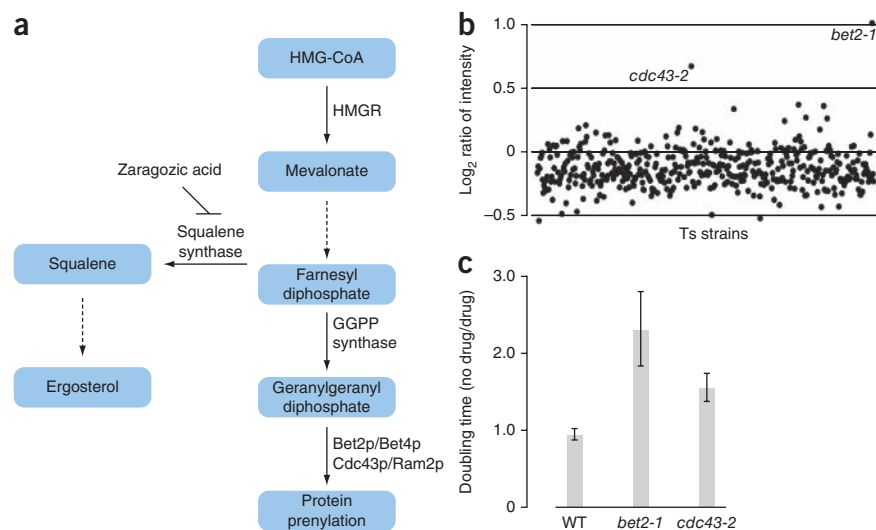 a
HMG-CoA
HMGR
Mevalonate
Zaragozic acid
Squalene
synthase
Squalene
Farnesyl
diphosphate
GGPP
synthase
Ergosterol
Geranylgeranyl
diphosphate
Bet2p/Bet4p
Cdc43p/Ram2p
Protein
prenylation
b
Log2 ratio of intensity
1.0
0.5
0
–0.5
bet2-1
cdc43-2
Ts strains
c
Doubling time (no drug/drug)
3.0
2.0
1.0
0
WT
bet2-1
cdc43-2